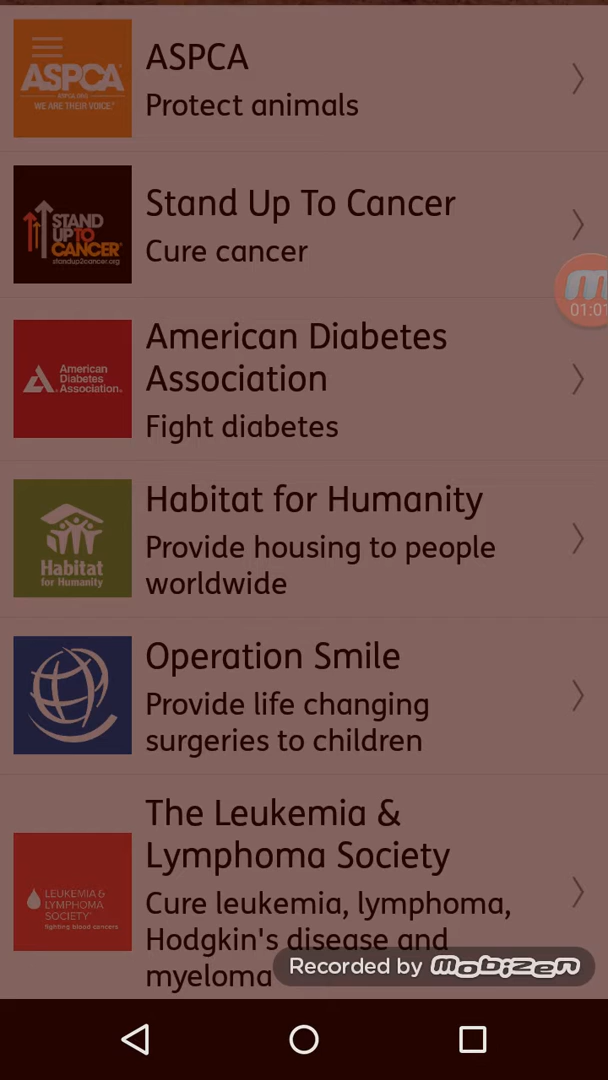 ASPCA
WE ARE THEIR VOICE®
ASPCA
Protect animals
STAND
UP TO
CANCER
standup2cancer.org
Stand Up To Cancer
Cure cancer
01:01
American
Diabetes
Association.
American Diabetes
Association
Fight diabetes
Habitat
for Humanity
Habitat for Humanity
Provide housing to people
worldwide
Operation Smile
Provide life changing
surgeries to children
LEUKEMIA &
LYMPHOMA
SOCIETY
fighting blood cancers
The Leukemia &
Lymphoma Society
Cure leukemia, lymphoma,
Hodgkin's disease and
myeloma
Recorded by mobizen